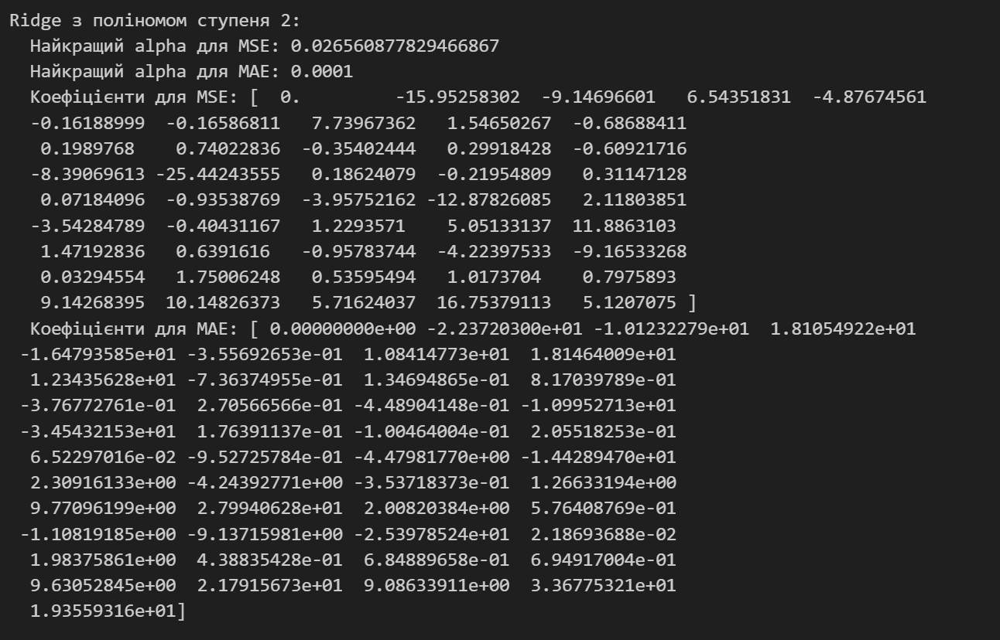 Ridge з поліномом ступеня 2:
Найкращий alpha для MSE: 0.026560877829466867
Найкращий alpha для MAE: 0.0001
Коефіцієнти для MSE: [  0.         -15.95258302  -9.14696601   6.54351831  -4.87674561
-0.16188999  -0.16586811   7.73967362   1.54650267  -0.68688411
0.1989768    0.74022836  -0.35402444   0.29918428  -0.60921716
-8.39069613 -25.44243555   0.18624079  -0.21954809   0.31147128
0.07184096  -0.93538769  -3.95752162 -12.87826085   2.11803851
-3.54284789  -0.40431167   1.2293571    5.05133137  11.8863103
1.47192836   0.6391616   -0.95783744  -4.22397533  -9.16533268
0.03294554   1.75006248   0.53595494   1.0173704    0.7975893
9.14268395  10.14826373   5.71624037  16.75379113   5.1207075 ]
Коефіцієнти для MAE: [ 0.00000000e+00 -2.23720300e+01 -1.01232279e+01  1.81054922e+01
-1.64793585e+01 -3.55692653e-01  1.08414773e+01  1.81464009e+01
1.23435628e+01 -7.36374955e-01  1.34694865e-01  8.17039789e-01
-3.76772761e-01  2.70566566e-01 -4.48904148e-01 -1.09952713e+01
-3.45432153e+01  1.76391137e-01 -1.00464004e-01  2.05518253e-01
6.52297016e-02 -9.52725784e-01 -4.47981770e+00 -1.44289470e+01
2.30916133e+00 -4.24392771e+00 -3.53718373e-01  1.26633194e+00
9.77096199e+00  2.79940628e+01  2.00820384e+00  5.76408769e-01
-1.10819185e+00 -9.13715981e+00 -2.53978524e+01  2.18693688e-02
1.98375861e+00  4.38835428e-01  6.84889658e-01  6.94917004e-01
9.63052845e+00  2.17915673e+01  9.08633911e+00  3.36775321e+01
1.93559316e+01]